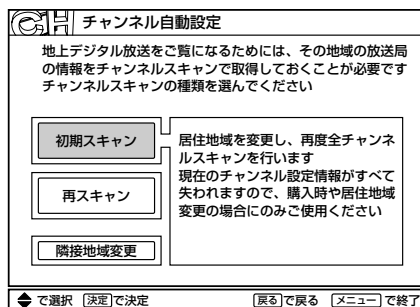 CH チャンネル自動設定
地上デジタル放送をご覧になるためには、その地域の放送局
の情報をチャンネルスキャンで取得しておくことが必要です
チャンネルスキャンの種類を選んでください
初期スキャン
再スキャン
隣接地域変更
居住地域を変更し、再度全チャンネ
ルスキャンを行います
現在のチャンネル設定情報がすべて
失われますので、購入時や居住地域
変更の場合にのみご使用ください
で選択 決定で決定 戻るで戻る メニューで終了